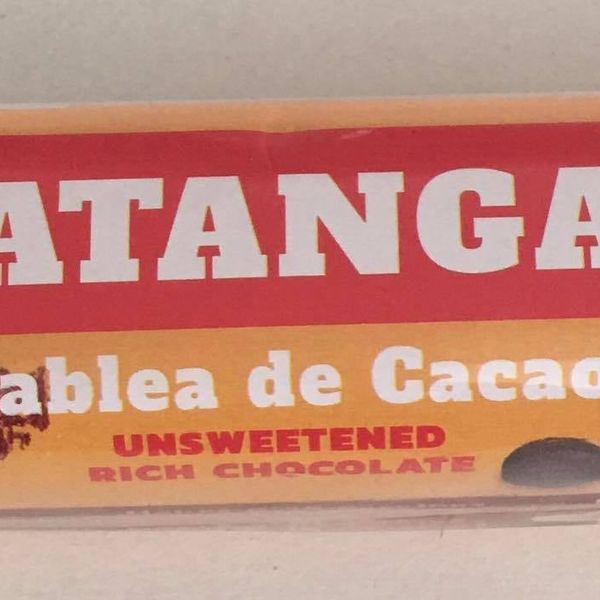 ATANGA
ablea de Cacao
UNSWEETENED
RICH CHOCOLATE